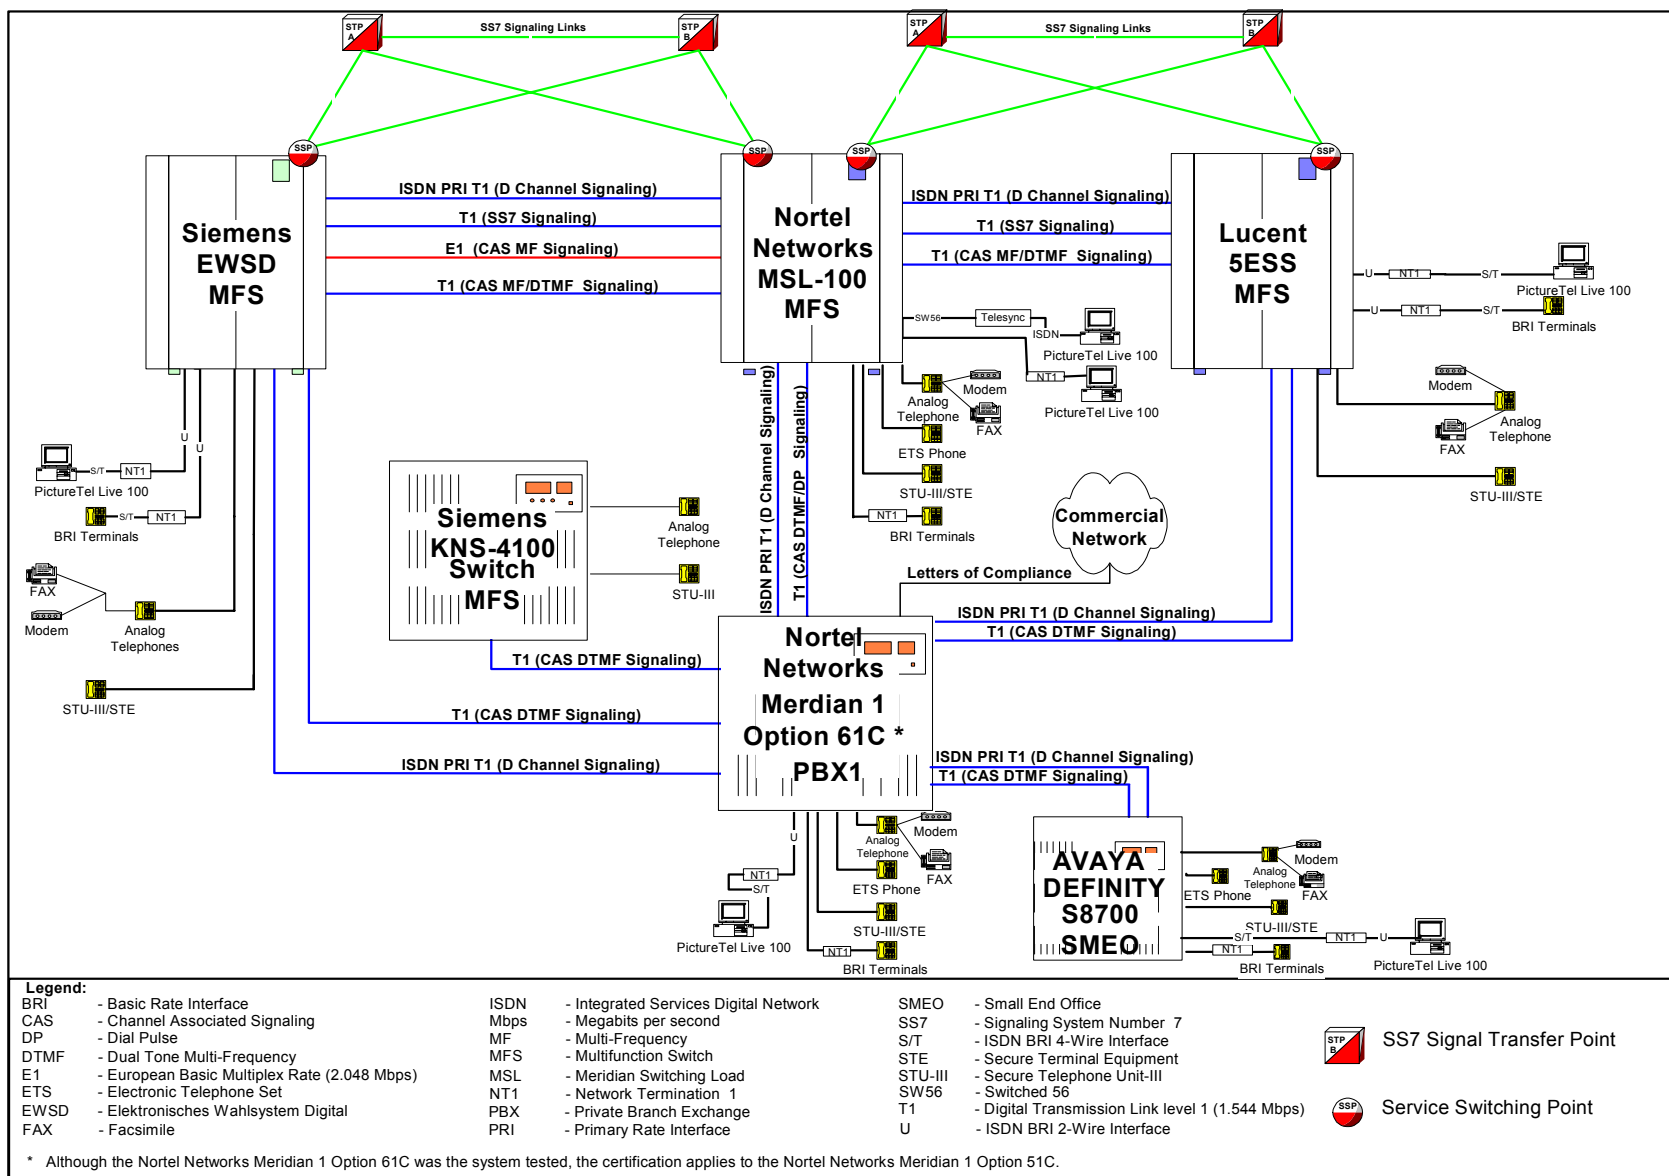 STP
A
SS7 Signaling Links
STP
B
STP
A
SS7 Signaling Links
STP
B
SSP
SSP
SSP
SSP
Siemens
EWSD
MFS
ISDN PRI T1 (D Channel Signaling)
T1 (SS7 Signaling)
E1 (CAS MF Signaling)
T1 (CAS MF/DTMF Signaling)
Nortel
Networks
MSL-100
MFS
ISDN PRI T1 (D Channel Signaling)
T1 (SS7 Signaling)
T1 (CAS MF/DTMF Signaling)
Lucent
5ESS
MFS
U
NT1
S/T
PictureTel Live 100
U
NT1
S/T
BRI Terminals
SW56
Telesync
ISDN
PictureTel Live 100
NT1
PictureTel Live 100
Modem
Analog
Telephone
FAX
ETS Phone
STU-III/STE
NT1
BRI Terminals
Modem
Analog
Telephone
FAX
STU-III/STE
U
U
S/T
NT1
PictureTel Live 100
S/T
NT1
BRI Terminals
FAX
Modem
Analog
Telephones
STU-III/STE
Siemens
KNS-4100
Switch
MFS
Analog
Telephone
STU-III
ISDN PRI T1 (D Channel Signaling)
T1 (CAS DTMF/DP Signaling)
Commercial
Network
Letters of Compliance
ISDN PRI T1 (D Channel Signaling)
T1 (CAS DTMF Signaling)
T1 (CAS DTMF Signaling)
T1 (CAS DTMF Signaling)
ISDN PRI T1 (D Channel Signaling)
Nortel
Networks
Merdian 1
Option 61C *
PBX1
ISDN PRI T1 (D Channel Signaling)
T1 (CAS DTMF Signaling)
U
NT1
S/T
PictureTel Live 100
Modem
Analog
Telephone
FAX
ETS Phone
STU-III/STE
NT1
BRI Terminals
AVAYA
DEFINITY
S8700
SMEO
Modem
Analog
Telephone
FAX
ETS Phone
STU-III/STE
S/T
NT1
U
PictureTel Live 100
NT1
BRI Terminals
Legend:
BRI - Basic Rate Interface
CAS - Channel Associated Signaling
DP - Dial Pulse
DTMF - Dual Tone Multi-Frequency
E1 - European Basic Multiplex Rate (2.048 Mbps)
ETS - Electronic Telephone Set
EWSD - Elektronisches Wahlsystem Digital
FAX - Facsimile
ISDN - Integrated Services Digital Network
Mbps - Megabits per second
MF - Multi-Frequency
MFS - Multifunction Switch
MSL - Meridian Switching Load
NT1 - Network Termination 1
PBX - Private Branch Exchange
PRI - Primary Rate Interface
SMEO - Small End Office
SS7 - Signaling System Number 7
S/T - ISDN BRI 4-Wire Interface
STE - Secure Terminal Equipment
STU-III - Secure Telephone Unit-III
SW56 - Switched 56
T1 - Digital Transmission Link level 1 (1.544 Mbps)
U - ISDN BRI 2-Wire Interface
STP
B
SS7 Signal Transfer Point
SSP
Service Switching Point
* Although the Nortel Networks Meridian 1 Option 61C was the system tested, the certification applies to the Nortel Networks Meridian 1 Option 51C.